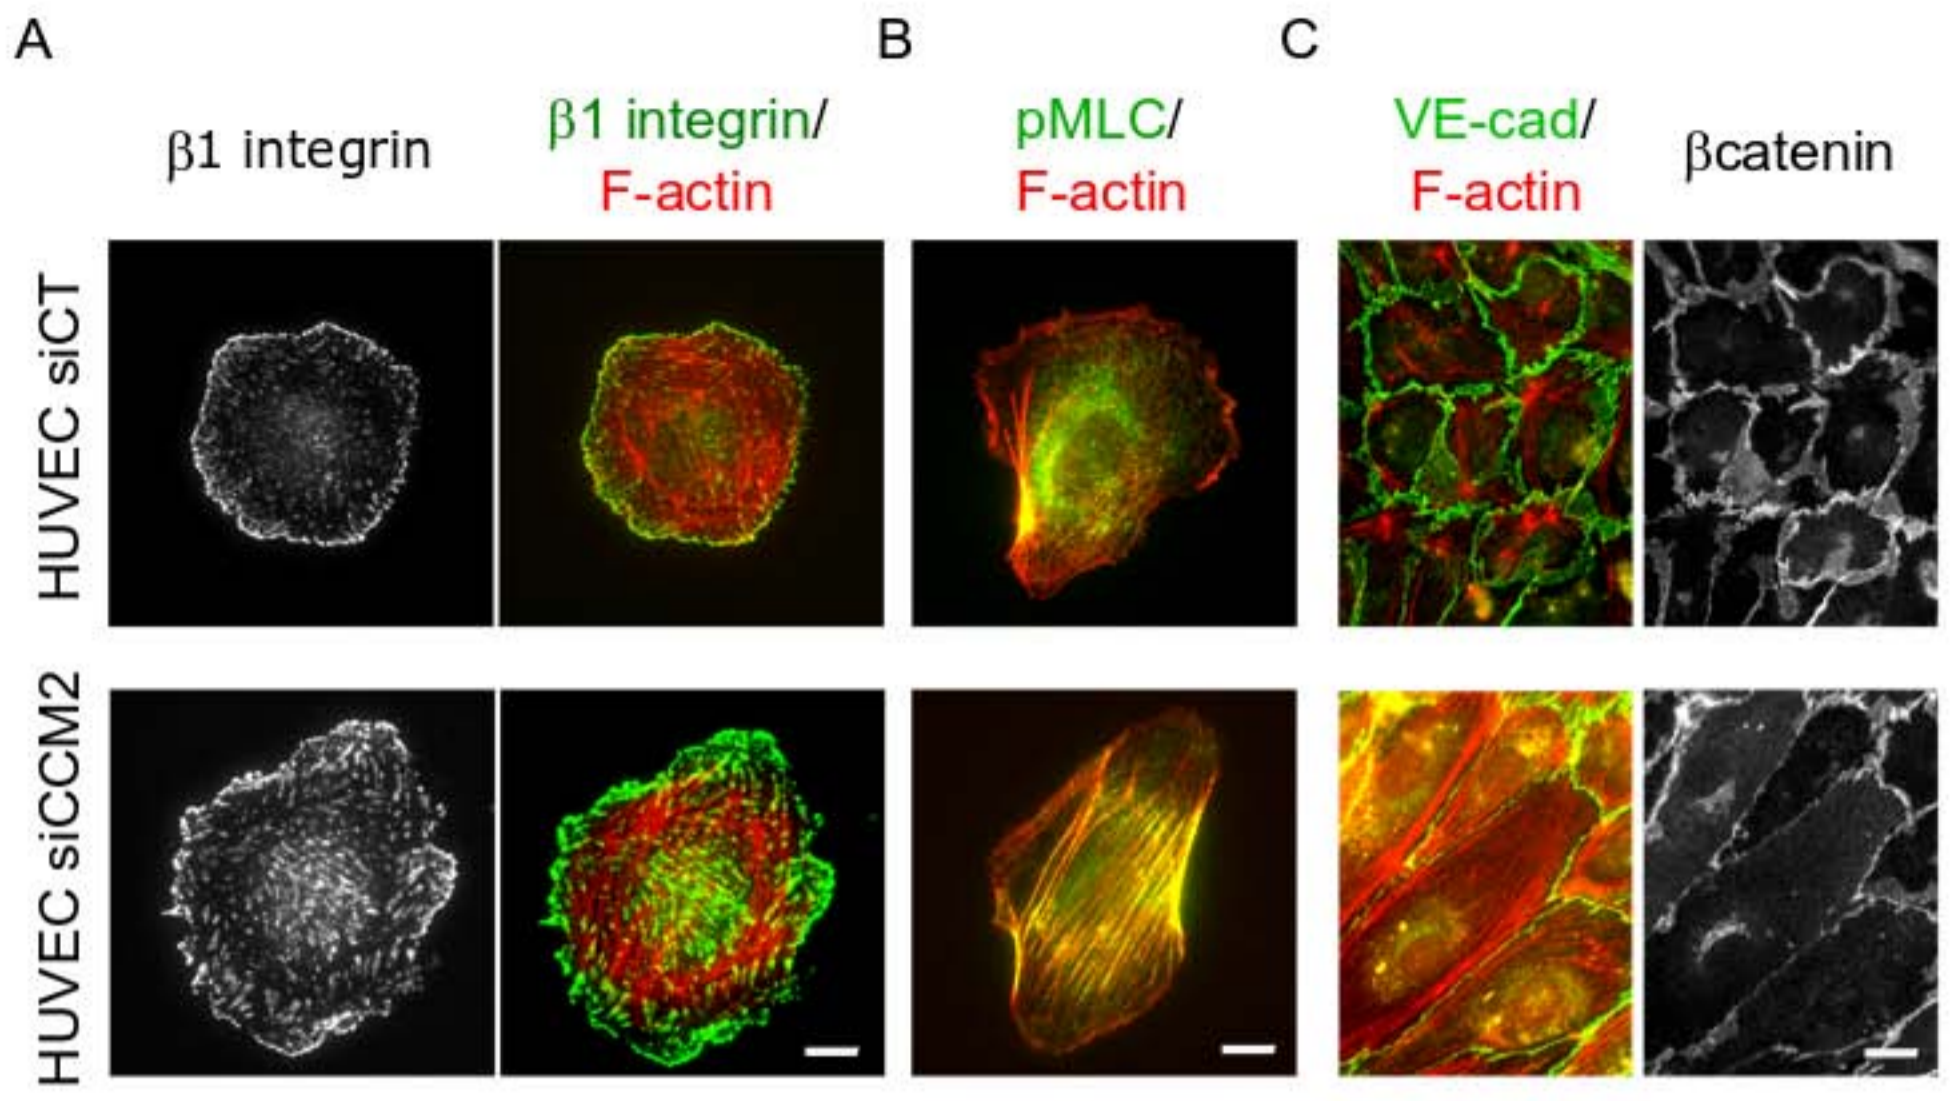 A
B
C
β1 integrin
β1 integrin/
F-actin
pMLC/
F-actin
VE-cad/
F-actin
βcatenin
HUVEC siCT
HUVEC siCCM2